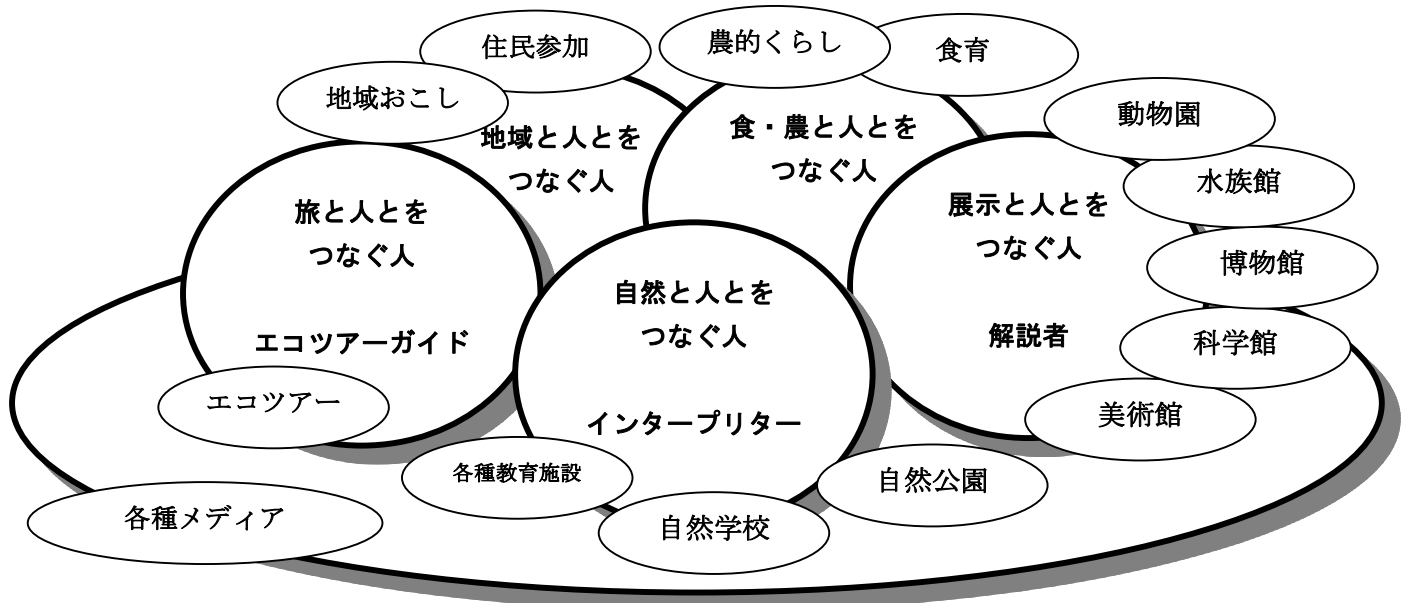 住民参加
農的くらし
食育
地域おこし
動物園
地域と人とを
つなぐ人
食・農と人とを
つなぐ人
水族館
旅と人とを
つなぐ人
エコツアーガイド
展示と人とを
つなぐ人
解説者
博物館
自然と人とを
つなぐ人
インタープリター
科学館
エコツアー
美術館
各種教育施設
自然公園
各種メディア
自然学校